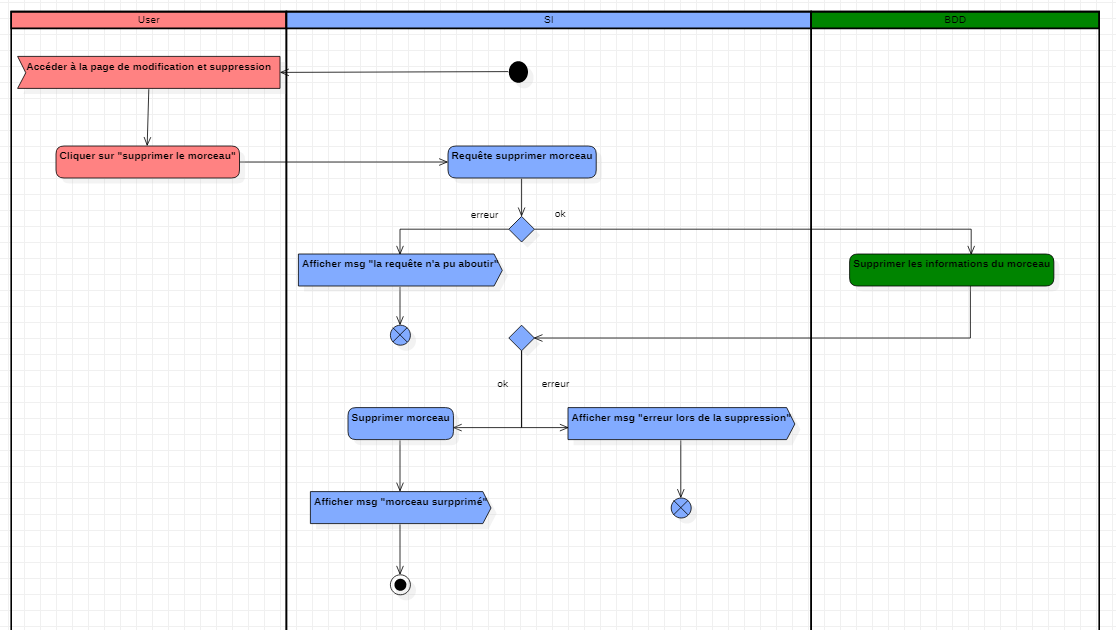 User
SI
BDD
Accéder à la page de modification et suppression
Cliquer sur "supprimer le morceau"
Requête supprimer morceau
erreur
ok
Afficher msg "la requête n'a pu aboutir"
Supprimer les informations du morceau
ok
erreur
Supprimer morceau
Afficher msg "erreur lors de la suppression"
Afficher msg "morceau surpprimé"